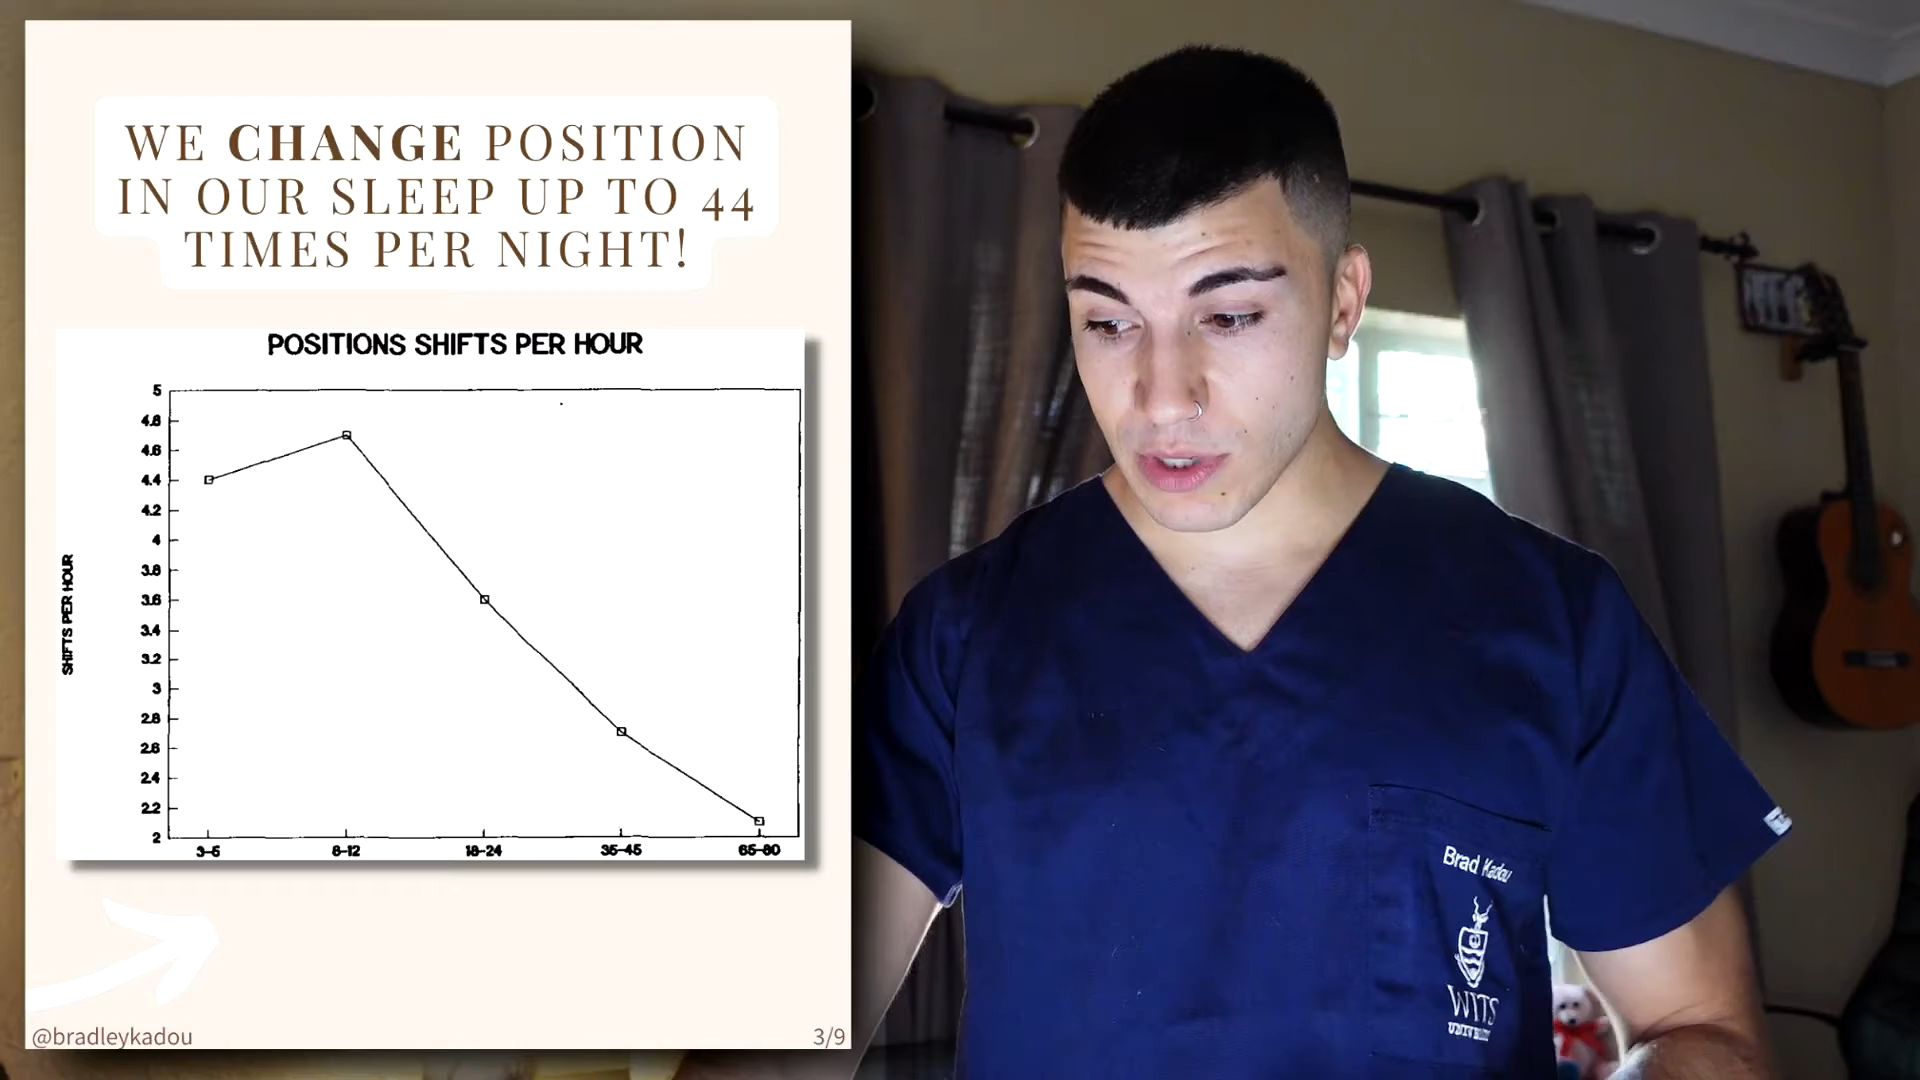 WE CHANGE POSITION
IN OUR SLEEP UP TO 44
TIMES PER NIGHT!
POSITIONS SHIFTS PER HOUR
5
4.8
4.6
4.4
4.2
4
3.8
3.6
3.4
3.2
3
2.8
2.6
2.4
2.2
2
SHIFTS PER HOUR
3-5
8-12
18-24
35-45
65-80
@bradleykadou
3/9
Brad Kadou
WITS
UNIVERSITY